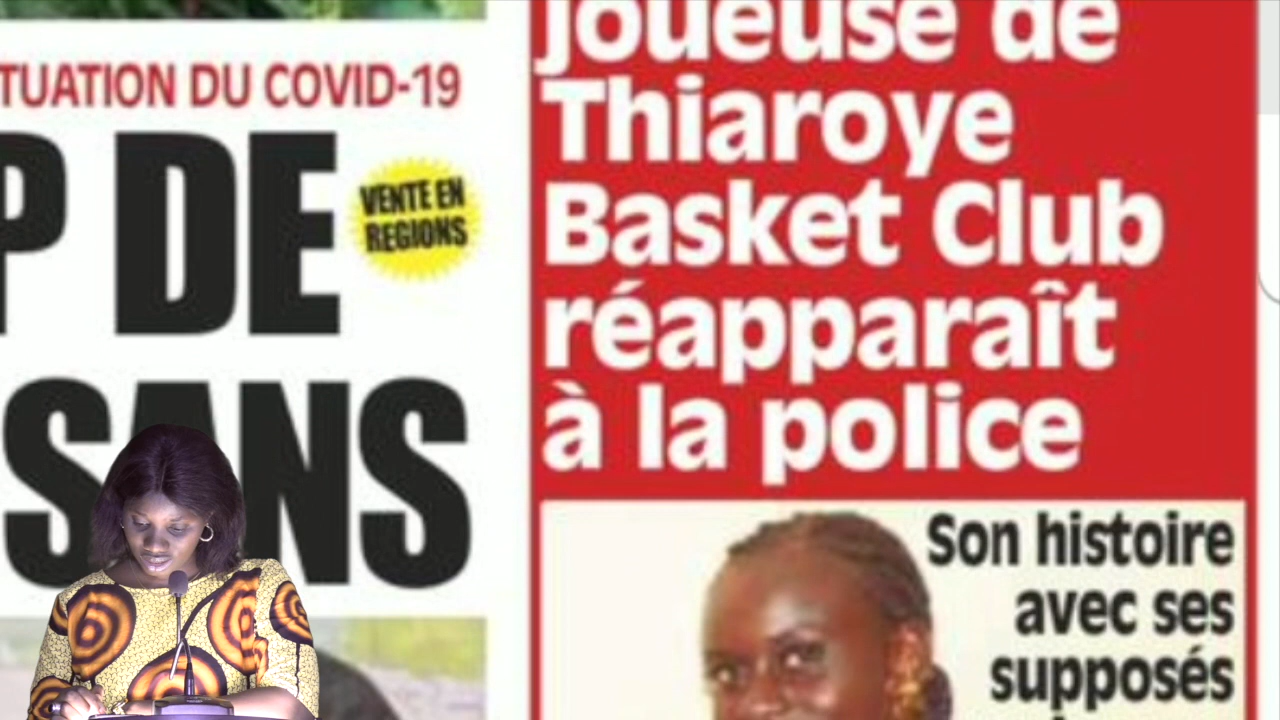 TUATION DU COVID-19
P DE
VENTE EN
REGIONS
SANS
Joueuse de
Thiaroye
Basket Club
réapparaît
à la police
Son histoire
avec ses
supposés